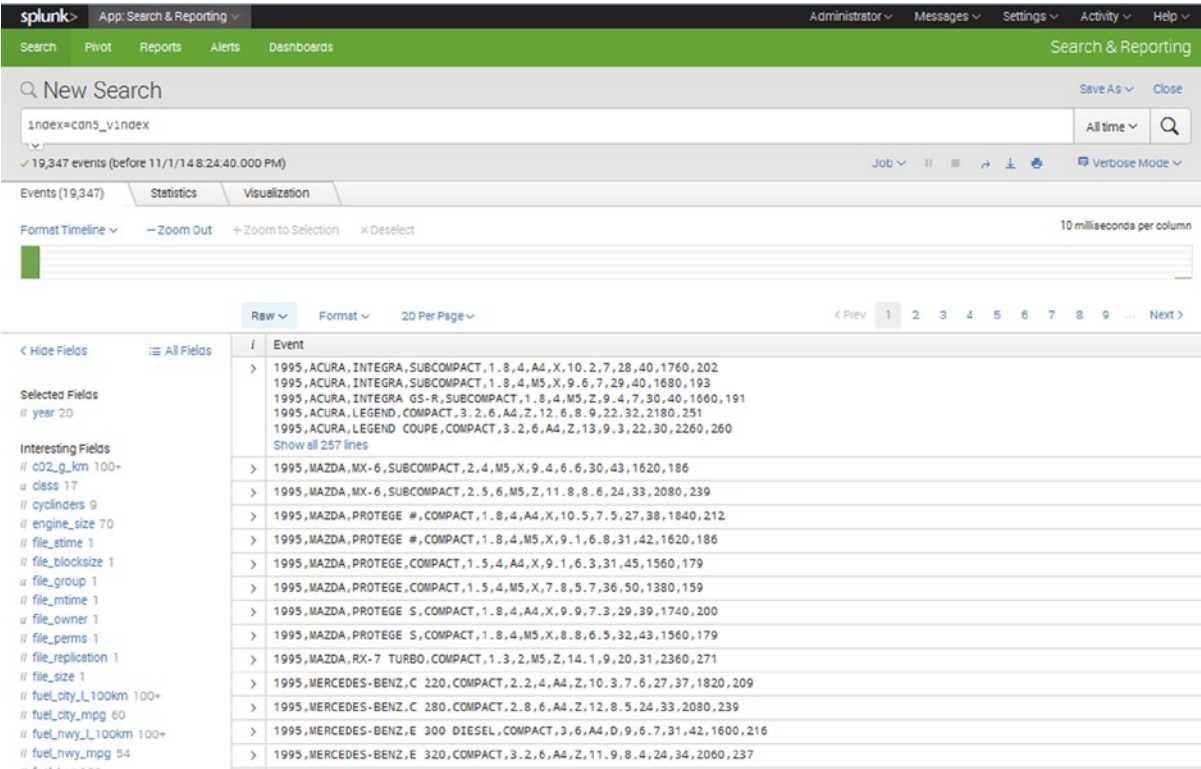 splunk> App: Search & Reporting Administrator Messages Settings Activity Help
Search Pivot Reports Alerts Dashboards Search & Reporting
New Search Save As Close
index=cdn5_vindex All time
19,347 events (before 11/1/14 8:24:40.000 PM) Job Verbose Mode
Events (19,347) Statistics Visualization
Format Timeline — Zoom Out + Zoom to Selection × Deselect 10 milliseconds per column
Raw Format 20 Per Page < Prev 1 2 3 4 5 6 7 8 9 ... Next >
< Hide Fields All Fields
Selected Fields
# year 20
Interesting Fields
# c02_g_km 100+
a class 17
# cyclinders 9
# engine_size 70
# file_atime 1
# file_blocksize 1
a file_group 1
# file_mtime 1
a file_owner 1
# file_perms 1
# file_replication 1
# file_size 1
# fuel_city_l_100km 100+
# fuel_city_mpg 60
# fuel_hwy_l_100km 100+
# fuel_hwy_mpg 54
i Event
1995,ACURA,INTEGRA,SUBCOMPACT,1.8,4,A4,X,10.2,7,28,40,1760,202
1995,ACURA,INTEGRA,SUBCOMPACT,1.8,4,M5,X,9.6,7,29,40,1680,193
1995,ACURA,INTEGRA GS-R,SUBCOMPACT,1.8,4,M5,Z,9.4,7,30,40,1660,191
1995,ACURA,LEGEND,COMPACT,3.2,6,A4,Z,12.6,8.9,22,32,2180,251
1995,ACURA,LEGEND COUPE,COMPACT,3.2,6,A4,Z,13,9.3,22,30,2260,260
Show all 257 lines
> 1995,MAZDA,MX-6,SUBCOMPACT,2,4,M5,X,9.4,6.6,30,43,1620,186
> 1995,MAZDA,MX-6,SUBCOMPACT,2.5,6,M5,Z,11.8,8.6,24,33,2080,239
> 1995,MAZDA,PROTEGE #,COMPACT,1.8,4,A4,X,10.5,7.5,27,38,1840,212
> 1995,MAZDA,PROTEGE #,COMPACT,1.8,4,M5,X,9.1,6.8,31,42,1620,186
> 1995,MAZDA,PROTEGE,COMPACT,1.5,4,A4,X,9.1,6.3,31,45,1560,179
> 1995,MAZDA,PROTEGE,COMPACT,1.5,4,M5,X,7.8,5.7,36,50,1380,159
> 1995,MAZDA,PROTEGE S,COMPACT,1.8,4,A4,X,9.9,7.3,29,39,1740,200
> 1995,MAZDA,PROTEGE S,COMPACT,1.8,4,M5,X,8.8,6.5,32,43,1560,179
> 1995,MAZDA,RX-7 TURBO,COMPACT,1.3,2,M5,Z,14.1,9,20,31,2360,271
> 1995,MERCEDES-BENZ,C 220,COMPACT,2.2,4,A4,Z,10.3,7.6,27,37,1820,209
> 1995,MERCEDES-BENZ,C 280,COMPACT,2.8,6,A4,Z,12,8.5,24,33,2080,239
> 1995,MERCEDES-BENZ,E 300 DIESEL,COMPACT,3,6,A4,D,9,6.7,31,42,1600,216
> 1995,MERCEDES-BENZ,E 320,COMPACT,3.2,6,A4,Z,11.9,8.4,24,34,2060,237